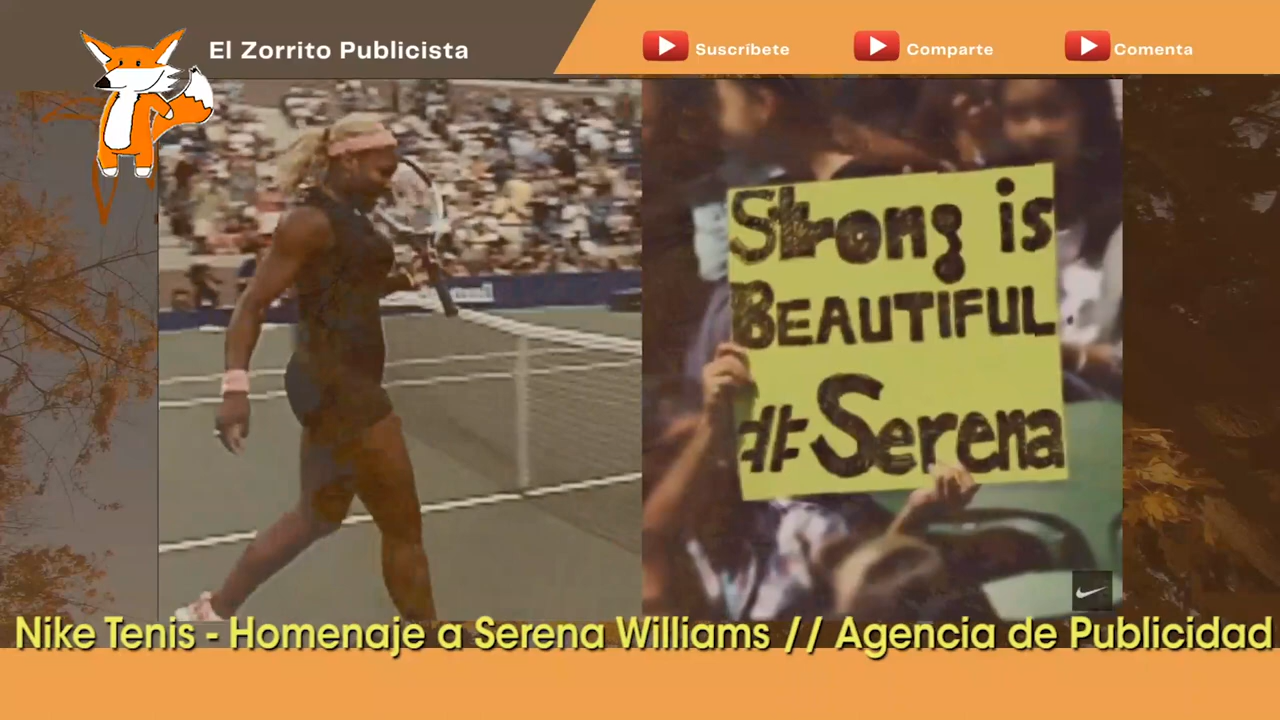 El Zorrito Publicista
Suscríbete
Comparte
Comenta
Strong is
BEAUTIFUL
#Serena
Nike Tenis - Homenaje a Serena Williams // Agencia de Publicidad